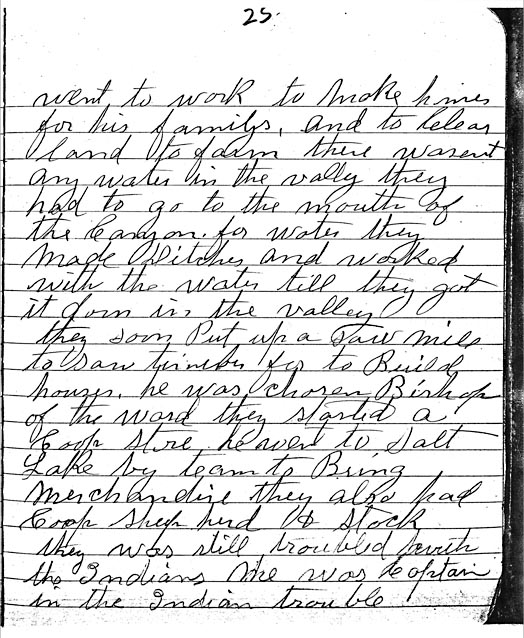 25
went to work to make himes
for his familys, and to Clear
land to farm there warent
any water in the vally they
had to go to the mouth of
the Canyon. for water they
made Ditches and worked
with the water till they got
it down in the valley
they soon Put up a Saw mill
to saw timber for to Build
houses. he was chosen Bishop
of the ward they started a
Coop store he went to Salt
Lake by team to Bring
Merchandise they also had
Coop Sheep herd & Stock
they was still troubled with
the Indians he was Captain
in the Indian trouble